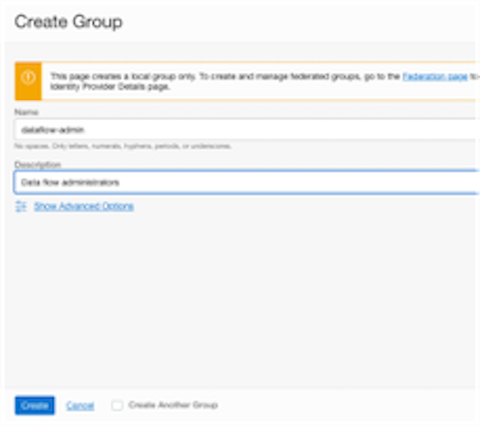 Create Group
This page creates a local group only. To create and manage federated groups, go to the Federation page to
Identity Provider Details page.
Name
dataflow-admin
No spaces. Only letters, numerals, hyphens, periods, or underscores.
Description
Data flow administrators
Show Advanced Options
Create Cancel Create Another Group